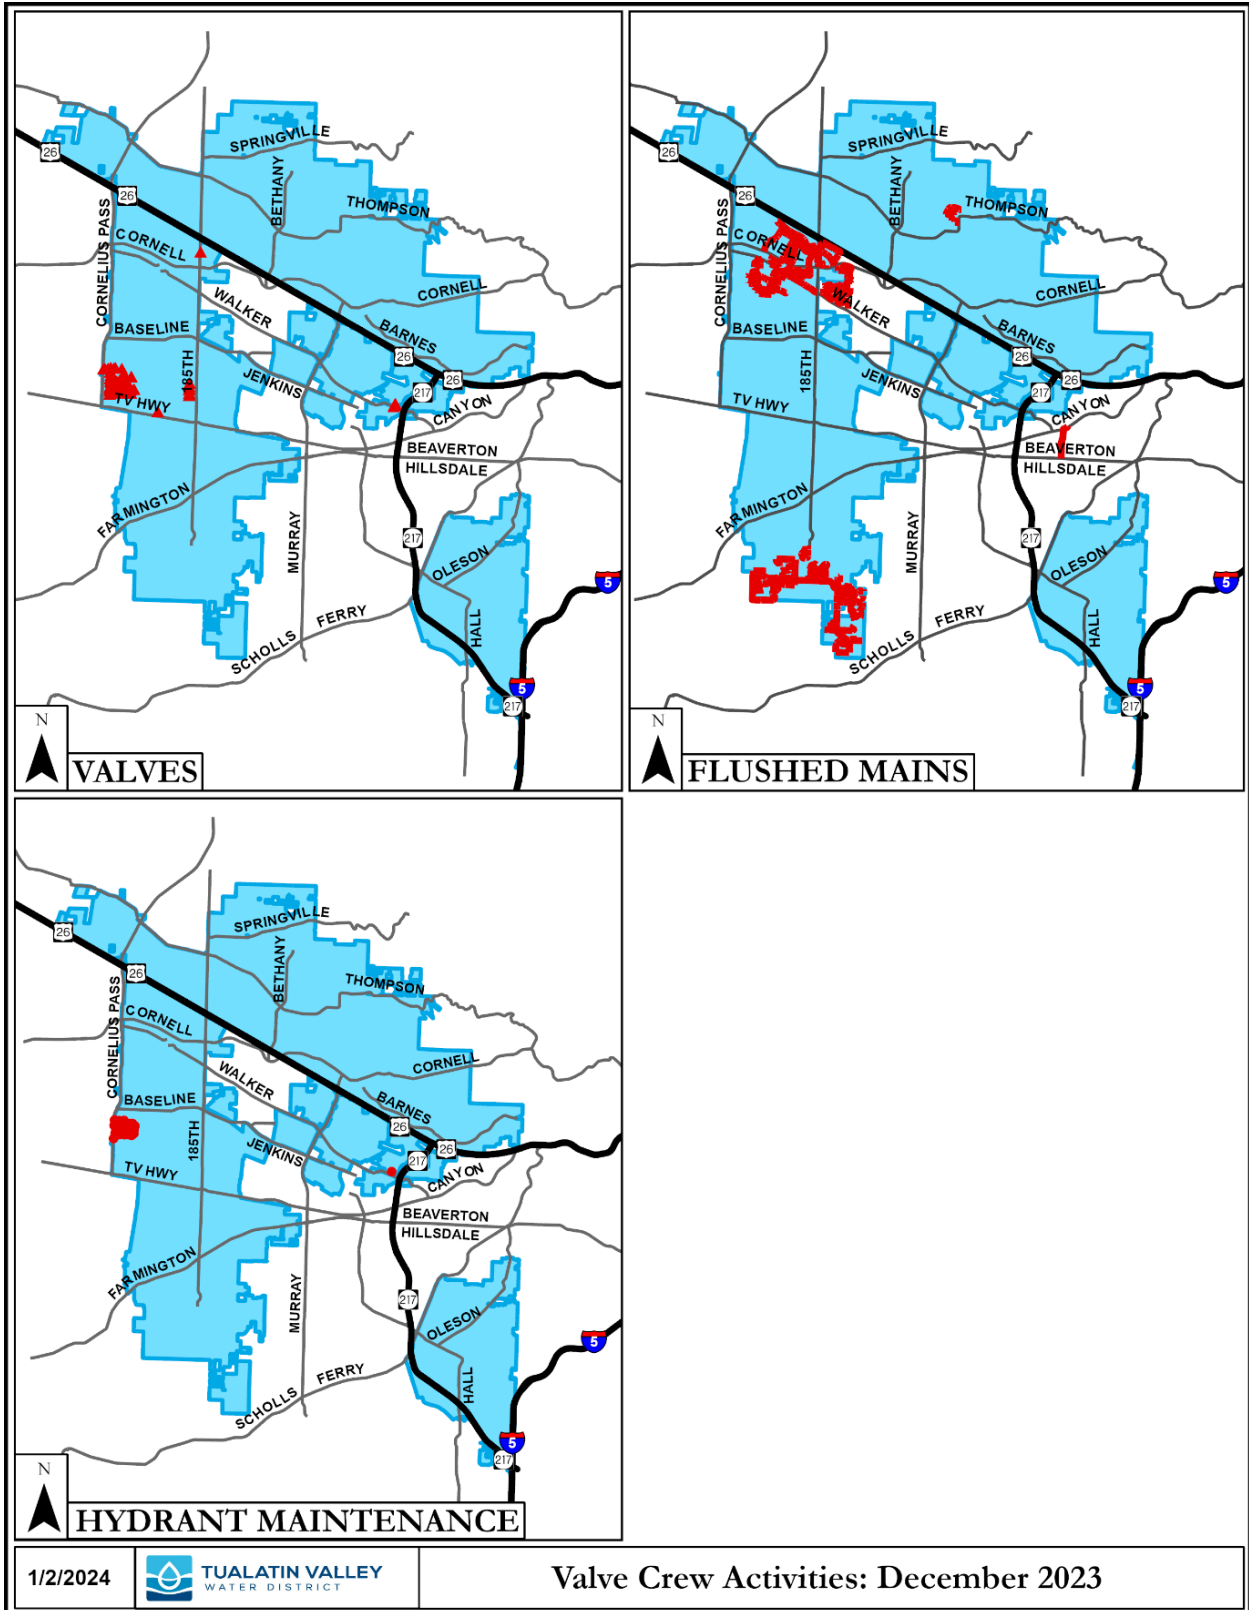 SPRINGVILLE
26
BETHANY
26
THOMPSON
CORNELIUS PASS
CORNELL
WALKER
CORNELL
BASELINE
BARNES
185TH
26
JENKINS
26
217
TV HWY
CANYON
BEAVERTON
HILLSDALE
FARMINGTON
MURRAY
217
OLESON
5
FERRY
HALL
SCHOLLS
5
217
N
VALVES
SPRINGVILLE
26
BETHANY
26
THOMPSON
CORNELIUS PASS
CORNELL
WALKER
CORNELL
BASELINE
BARNES
185TH
26
JENKINS
26
217
TV HWY
CANYON
BEAVERTON
HILLSDALE
FARMINGTON
MURRAY
217
OLESON
5
FERRY
HALL
SCHOLLS
5
217
N
FLUSHED MAINS
SPRINGVILLE
26
BETHANY
26
THOMPSON
CORNELIUS PASS
CORNELL
WALKER
CORNELL
BASELINE
BARNES
185TH
26
JENKINS
26
217
TV HWY
CANYON
BEAVERTON
HILLSDALE
FARMINGTON
MURRAY
217
OLESON
5
FERRY
HALL
SCHOLLS
5
217
N
HYDRANT MAINTENANCE
1/2/2024
TUALATIN VALLEY
WATER DISTRICT
Valve Crew Activities: December 2023